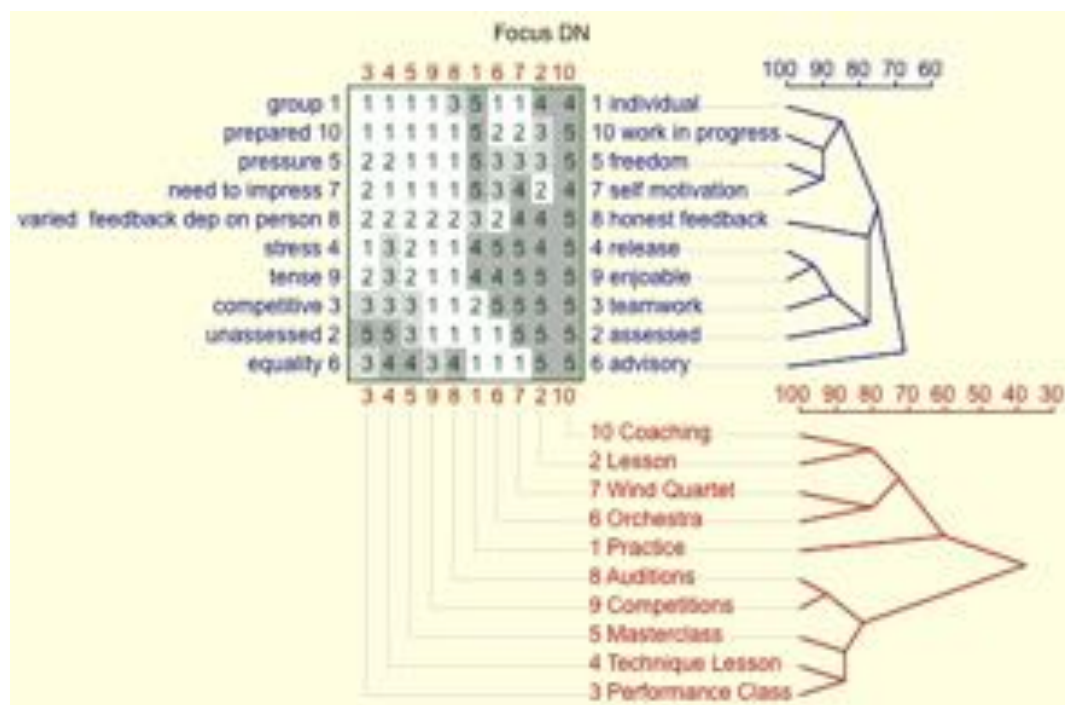 Focus DN
3 4 5 9 8 1 6 7 2 10
100 90 80 70 60
group 1 1 1 1 1 3 5 1 1 4 4 1 individual
prepared 10 1 1 1 1 1 5 2 2 3 5 10 work in progress
pressure 5 2 2 1 1 1 5 3 3 3 5 5 freedom
need to impress 7 2 1 1 1 1 5 3 4 2 4 7 self motivation
varied feedback dep on person 8 2 2 2 2 2 3 2 4 4 5 8 honest feedback
stress 4 1 3 2 1 1 4 5 5 4 5 5 4 release
tense 9 2 3 2 1 1 4 4 5 5 5 9 enjoable
competitive 3 3 3 3 1 1 2 5 5 5 5 3 teamwork
unassessed 2 5 5 3 1 1 1 1 5 5 5 2 assessed
equality 6 3 4 4 3 4 1 1 1 5 5 6 advisory
3 4 5 9 8 1 6 7 2 10
100 90 80 70 60 50 40 30
10 Coaching
2 Lesson
7 Wind Quartet
6 Orchestra
1 Practice
8 Auditions
9 Competitions
5 Masterclass
4 Technique Lesson
3 Performance Class